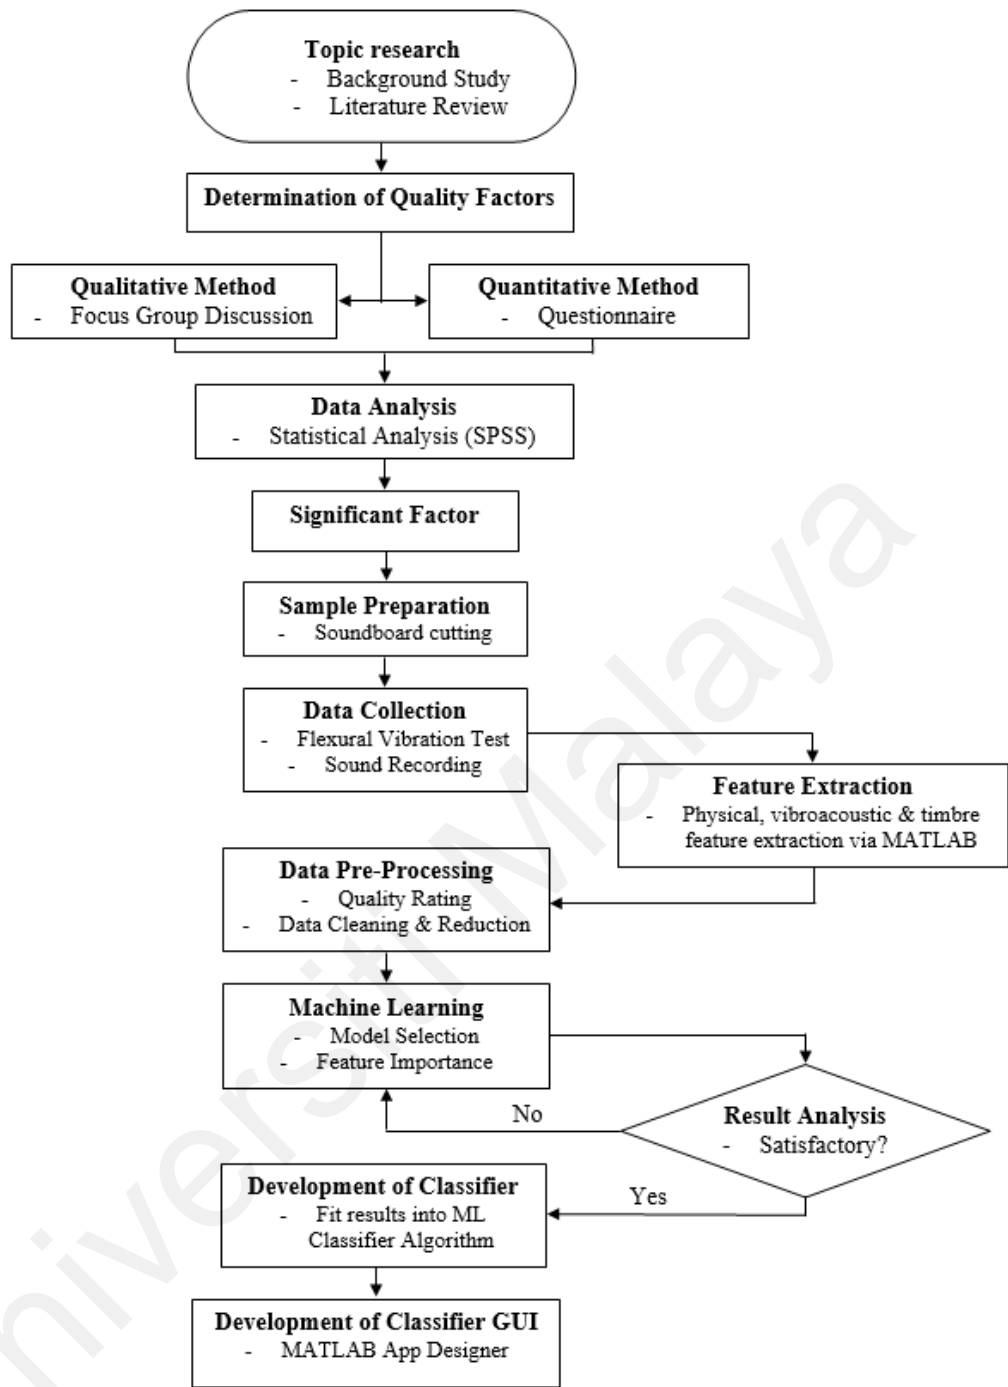 Topic research
- Background Study
- Literature Review
Determination of Quality Factors
Qualitative Method
- Focus Group Discussion
Quantitative Method
- Questionnaire
Data Analysis
- Statistical Analysis (SPSS)
Significant Factor
Sample Preparation
- Soundboard cutting
Data Collection
- Flexural Vibration Test
- Sound Recording
Feature Extraction
- Physical, vibroacoustic & timbre
feature extraction via MATLAB
Data Pre-Processing
- Quality Rating
- Data Cleaning & Reduction
Machine Learning
- Model Selection
- Feature Importance
Result Analysis
- Satisfactory?
No
Yes
Development of Classifier
- Fit results into ML
Classifier Algorithm
Development of Classifier GUI
- MATLAB App Designer
niversiti Malaya